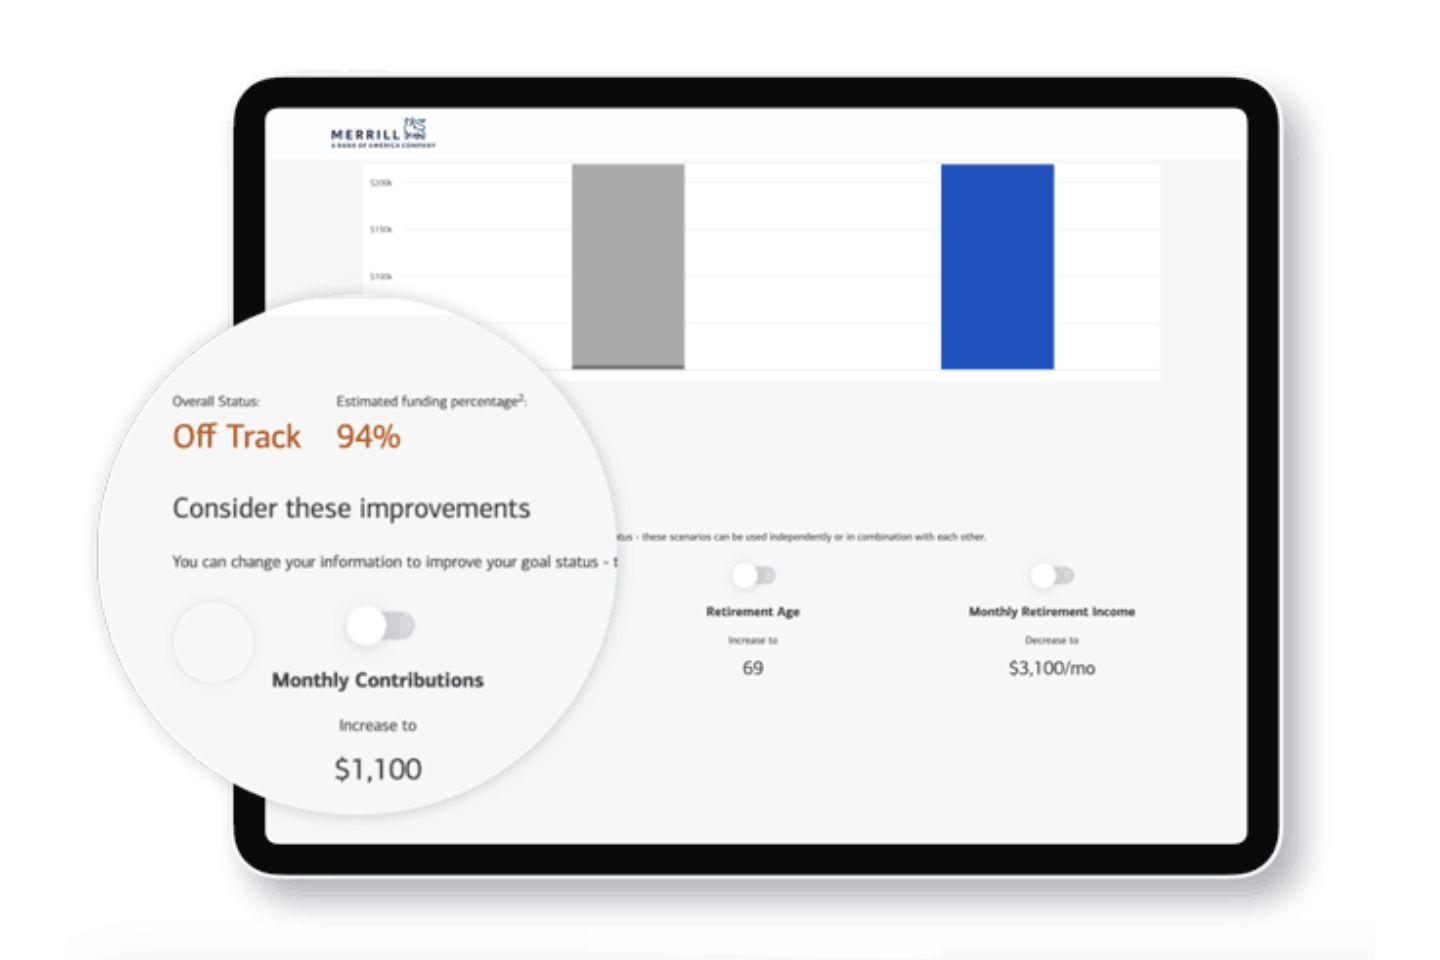 MERRILL
A BANK OF AMERICA COMPANY
$200k
$150k
$100k
Overall Status:
Estimated funding percentage2:
Off Track
94%
Consider these improvements
You can change your information to improve your goal status - t
tus - these scenarios can be used independently or in combination with each other.
Monthly Contributions
Increase to
$1,100
Retirement Age
Increase to
69
Monthly Retirement Income
Decrease to
$3,100/mo